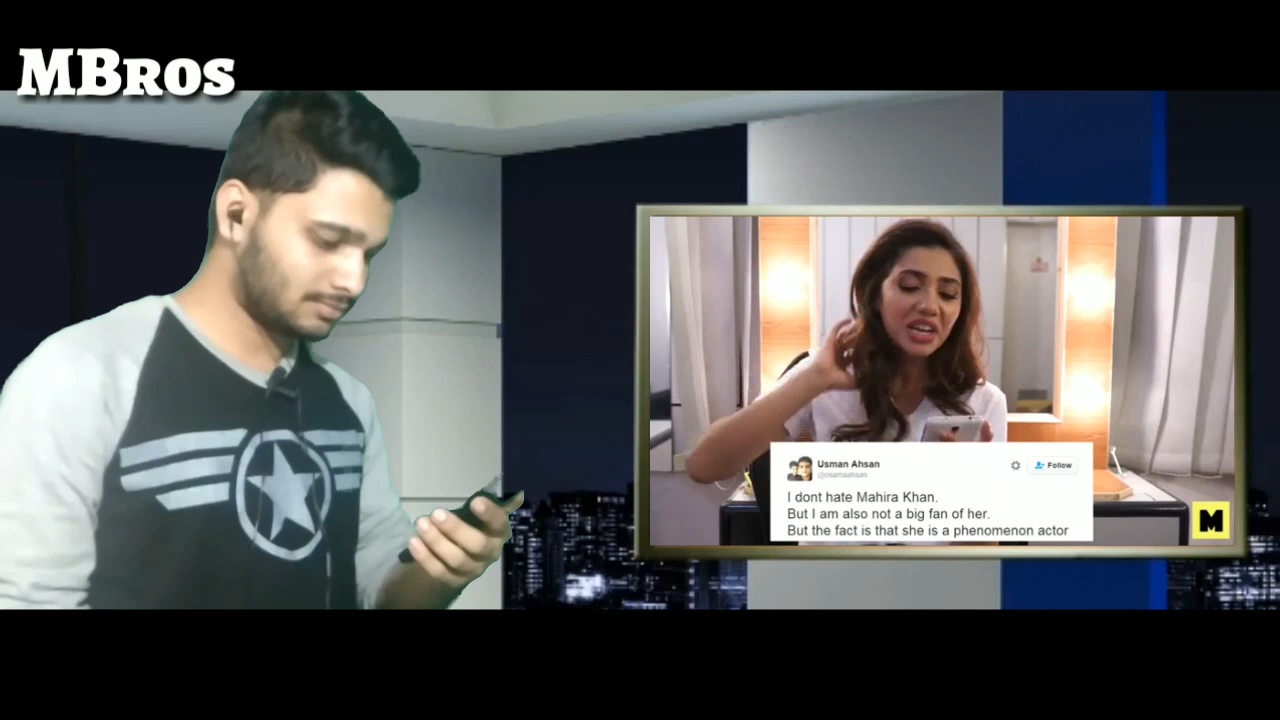 MBROS
Usman Ahsan
@osamaahsan
Follow
I dont hate Mahira Khan.
But I am also not a big fan of her.
But the fact is that she is a phenomenon actor
M